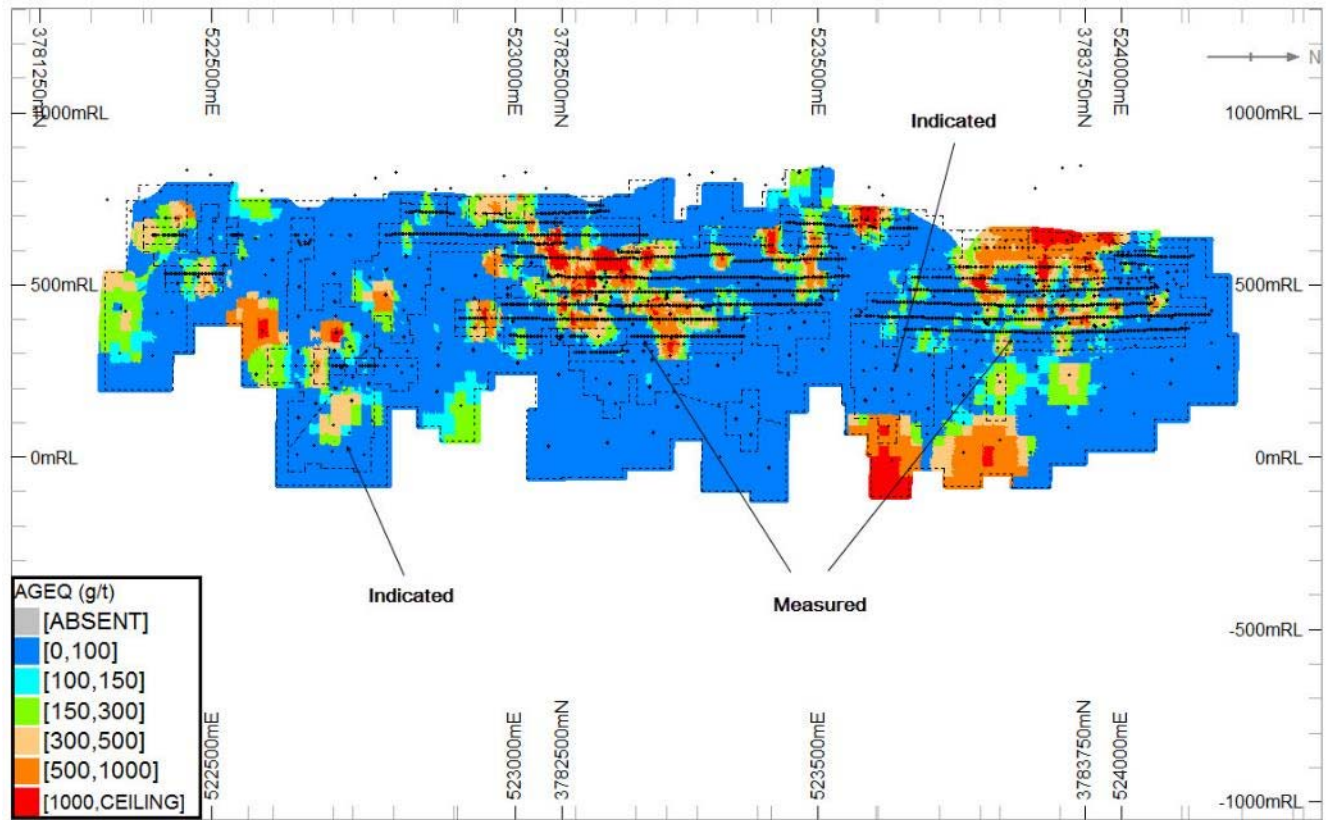 3781250mN
522500mE
523000mE
3782500mN
523500mE
3783750mN
524000mE
N
1000mRL
1000mRL
Indicated
500mRL
500mRL
0mRL
0mRL
Indicated
Measured
AGEQ (g/t)
[ABSENT]
[0,100]
[100,150]
[150,300]
[300,500]
[500,1000]
[1000,CEILING]
-500mRL
522500mE
523000mE
3782500mN
523500mE
3783750mN
524000mE
-1000mRL